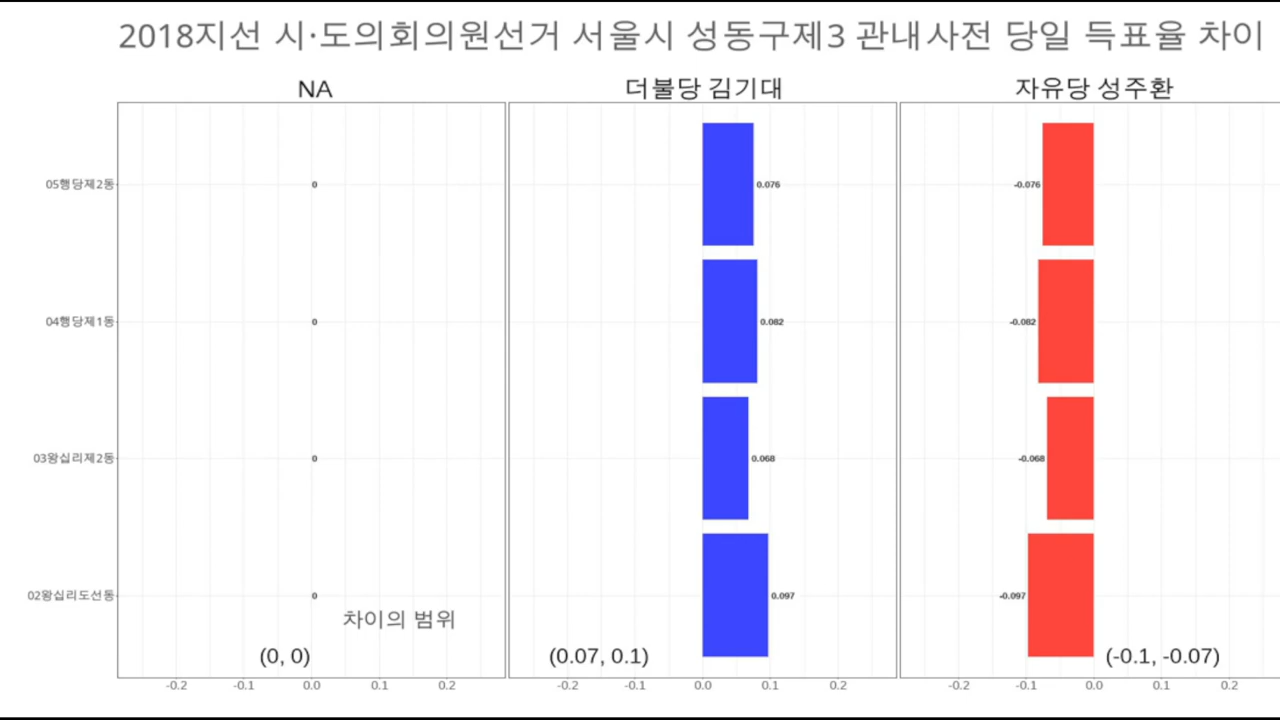 2018지선 시·도의회의원선거 서울시 성동구제3 관내사전 당일 득표율 차이
NA 더불당 김기대 자유당 성주환
05행당제2동 0 0.076 -0.076
04행당제1동 0 0.082 -0.082
03왕십리제2동 0 0.068 -0.068
02왕십리도선동 0 0.097 -0.097
차이의 범위
(0, 0) (0.07, 0.1) (-0.1, -0.07)
-0.2 -0.1 0.0 0.1 0.2 -0.2 -0.1 0.0 0.1 0.2 -0.2 -0.1 0.0 0.1 0.2